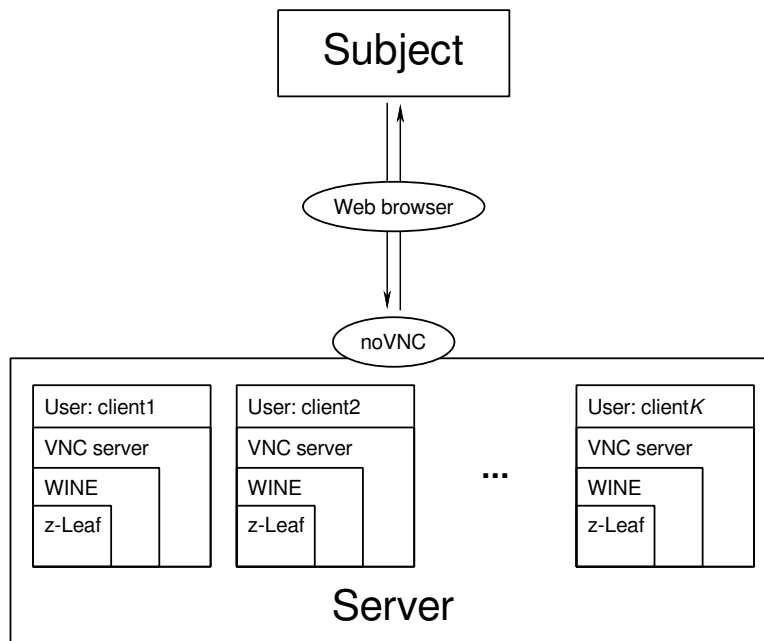 Subject
Web browser
noVNC
User: client1
VNC server
WINE
z-Leaf
User: client2
VNC server
WINE
z-Leaf
...
User: clientK
VNC server
WINE
z-Leaf
Server